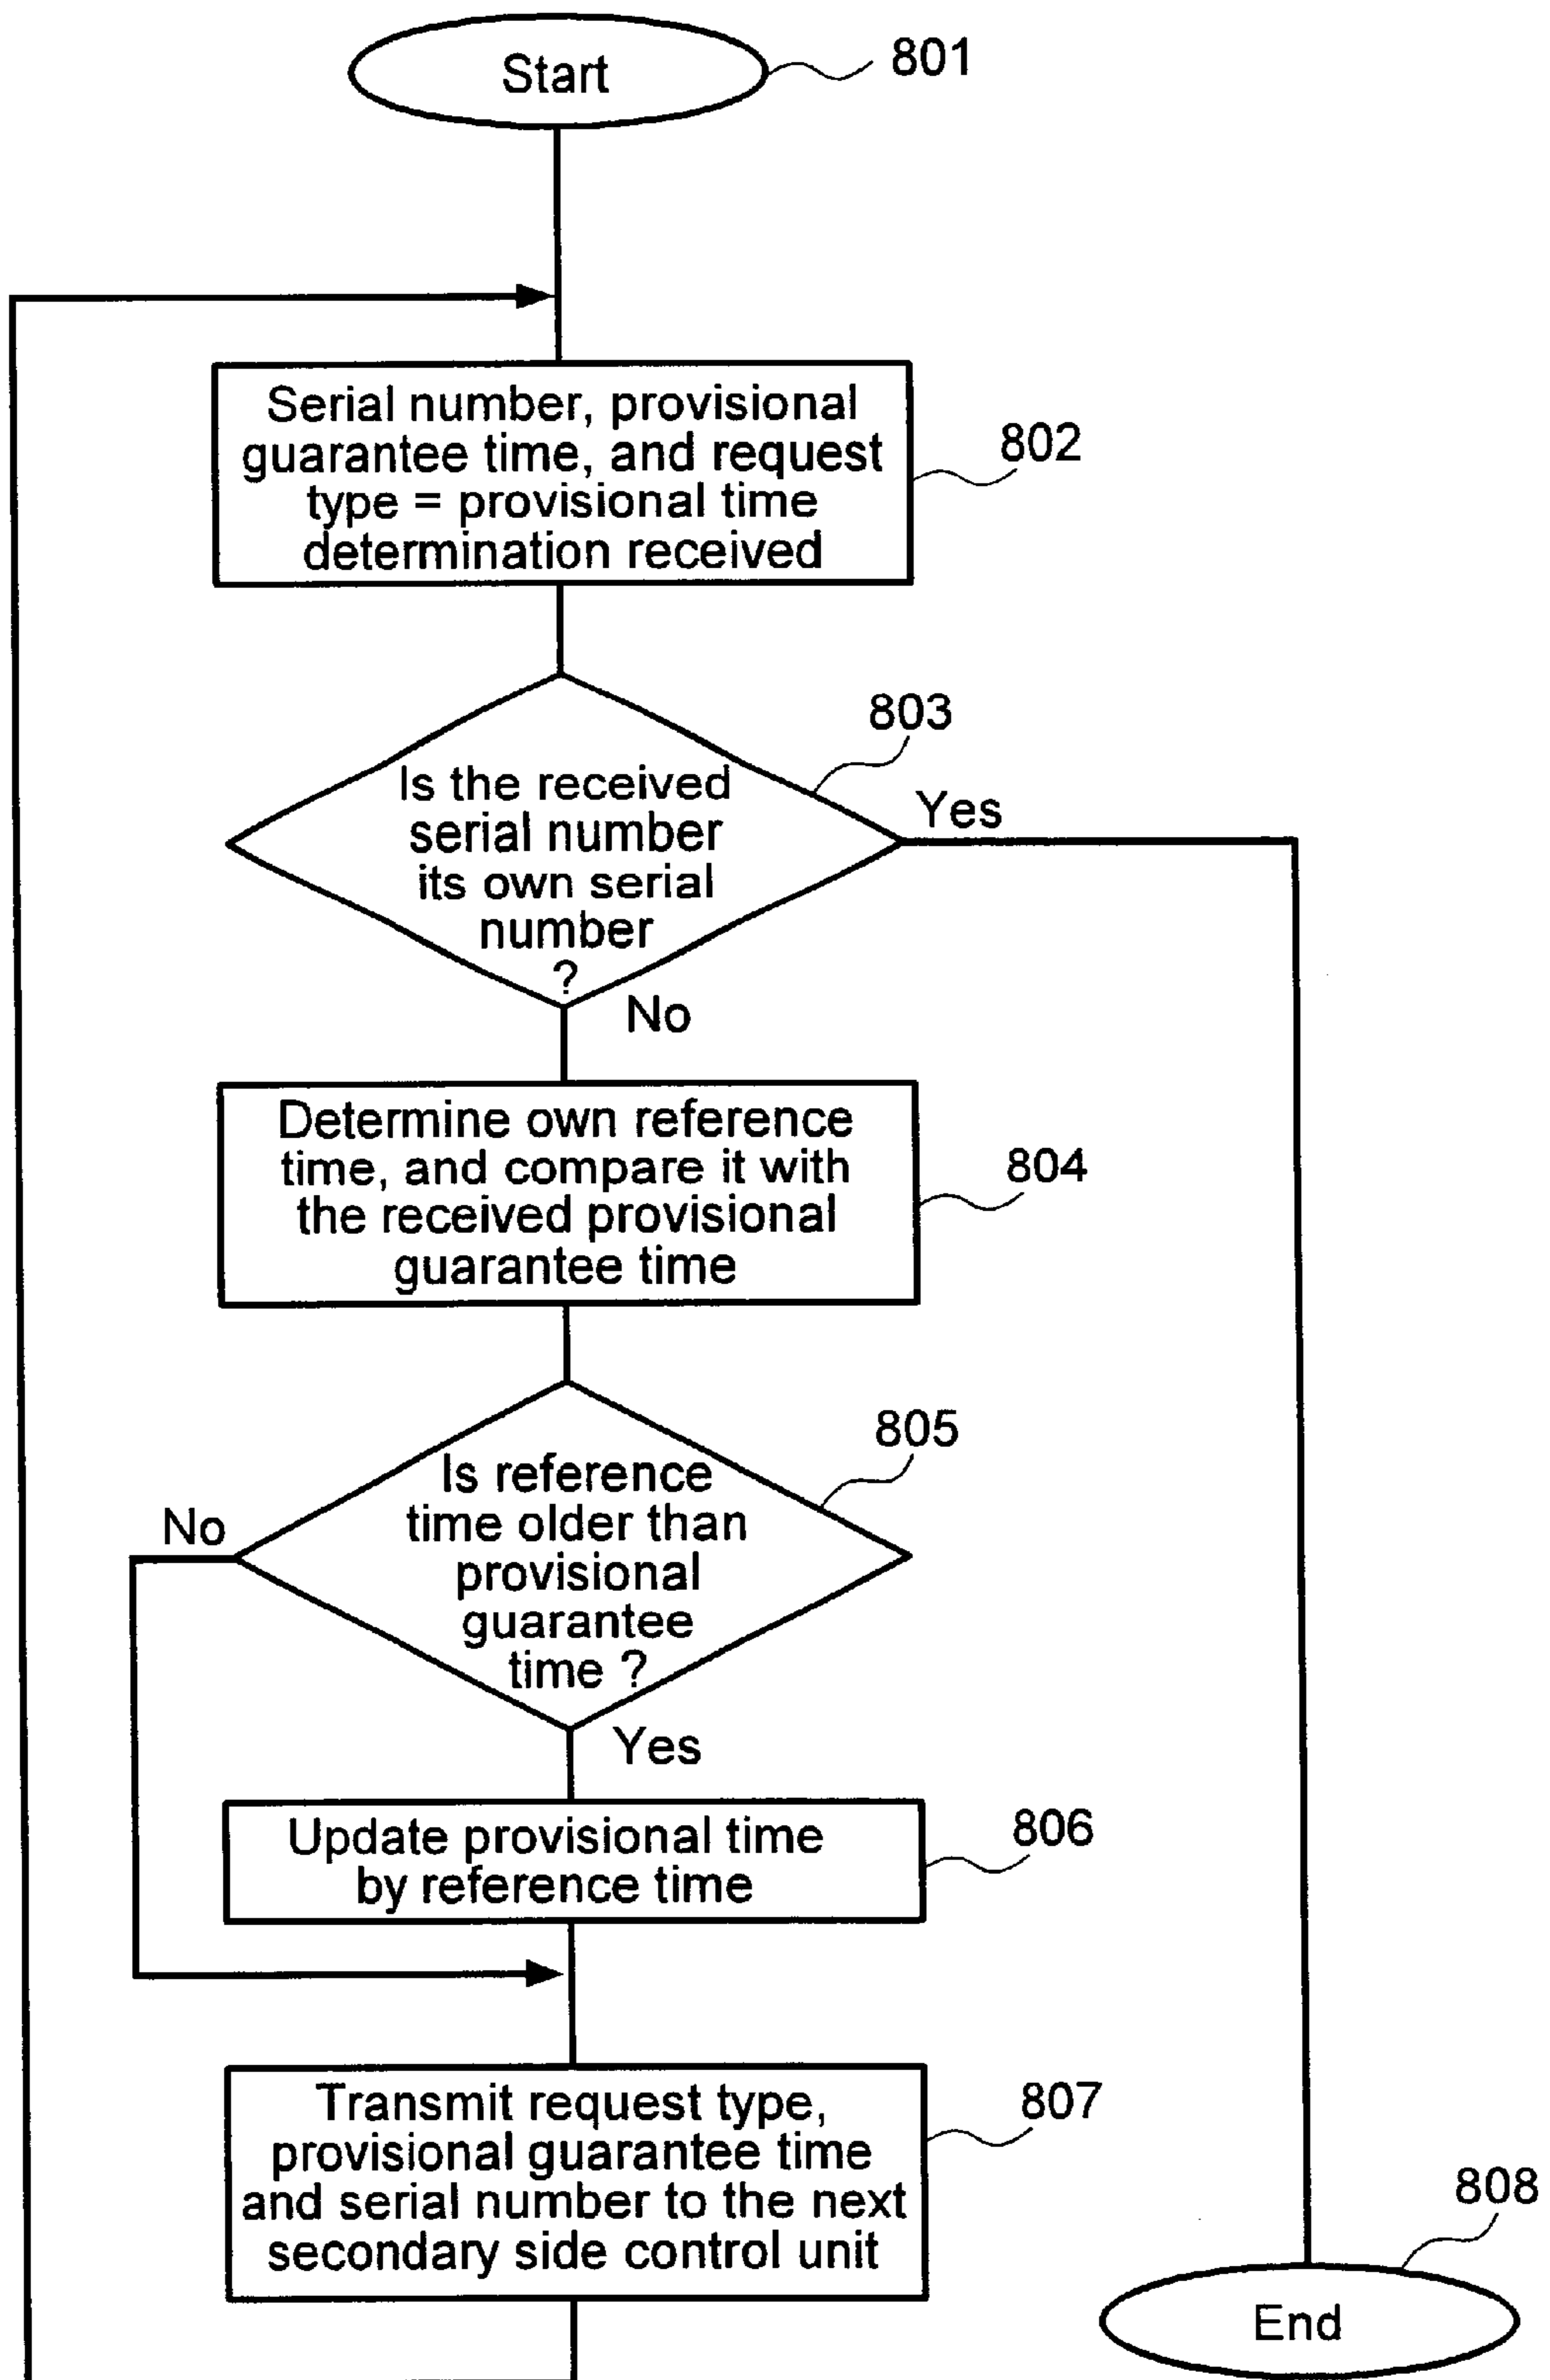 Start
801
Serial number, provisional
guarantee time, and request
type = provisional time
determination received
802
803
Is the received
serial number
its own serial
number
?
Yes
No
Determine own reference
time, and compare it with
the received provisional
guarantee time
804
805
Is reference
time older than
provisional
guarantee
time ?
No
Yes
Update provisional time
by reference time
806
Transmit request type,
provisional guarantee time
and serial number to the next
secondary side control unit
807
808
End